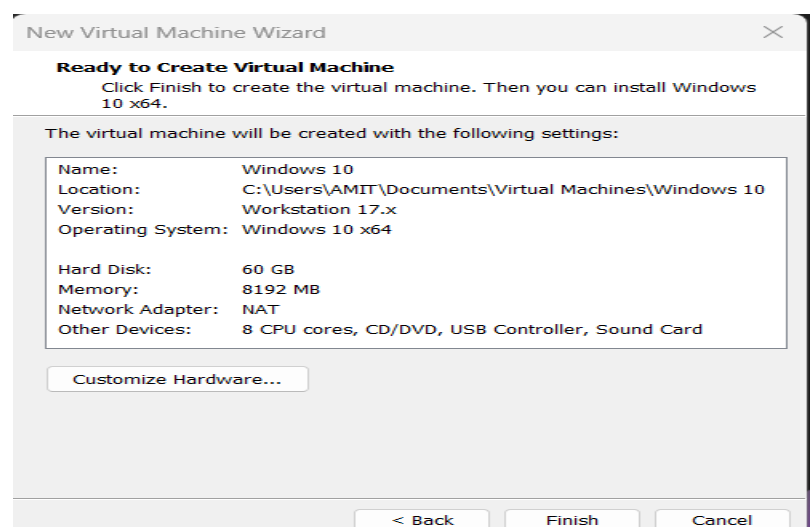 New Virtual Machine Wizard
Ready to Create Virtual Machine
Click Finish to create the virtual machine. Then you can install Windows
10 x64.
The virtual machine will be created with the following settings:
Name: Windows 10
Location: C:\Users\AMIT\Documents\Virtual Machines\Windows 10
Version: Workstation 17.x
Operating System: Windows 10 x64
Hard Disk: 60 GB
Memory: 8192 MB
Network Adapter: NAT
Other Devices: 8 CPU cores, CD/DVD, USB Controller, Sound Card
Customize Hardware...
< Back Finish Cancel